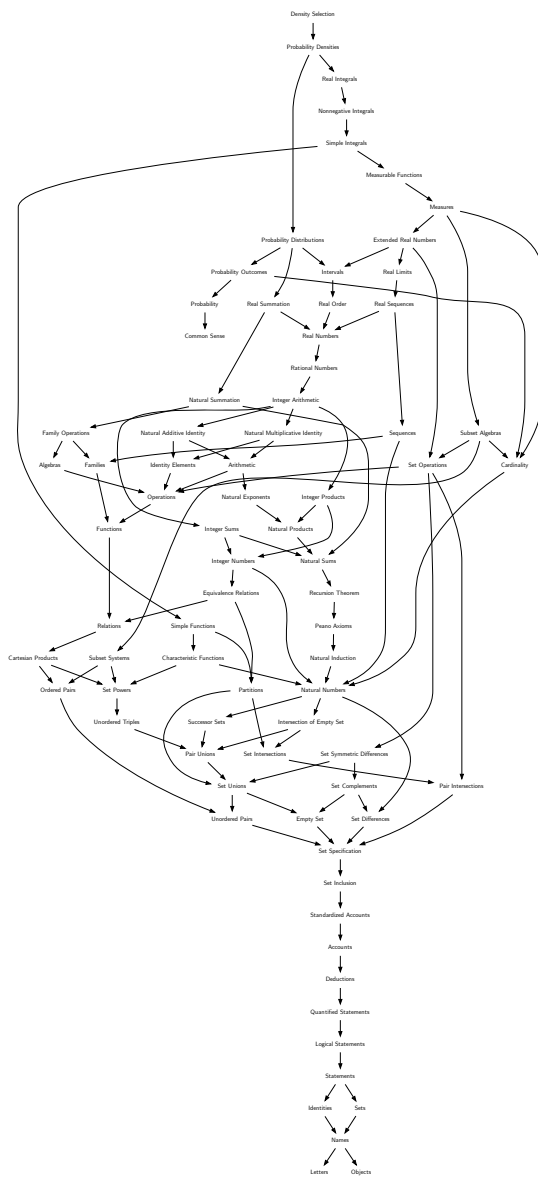 Density Selection
Probability Densities
Real Integrals
Nonnegative Integrals
Simple Integrals
Measurable Functions
Measures
Probability Distributions Extended Real Numbers
Probability Outcomes Intervals Real Limits
Probability Real Summation Real Order Real Sequences
Common Sense Real Numbers
Rational Numbers
Natural Summation Integer Arithmetic
Family Operations Natural Additive Identity Natural Multiplicative Identity Sequences Subset Algebras
Algebras Families Identity Elements Arithmetic Set Operations Cardinality
Operations Natural Exponents Integer Products
Functions Integer Sums Natural Products
Integer Numbers Natural Sums
Equivalence Relations Recursion Theorem
Relations Simple Functions Peano Axioms
Cartesian Products Subset Systems Characteristic Functions Natural Induction
Ordered Pairs Set Powers Partitions Natural Numbers
Unordered Triples Successor Sets Intersection of Empty Set
Pair Unions Set Intersections Set Symmetric Differences
Set Unions Set Complements Pair Intersections
Unordered Pairs Empty Set Set Differences
Set Specification
Set Inclusion
Standardized Accounts
Accounts
Deductions
Quantified Statements
Logical Statements
Statements
Identities Sets
Names
Letters Objects